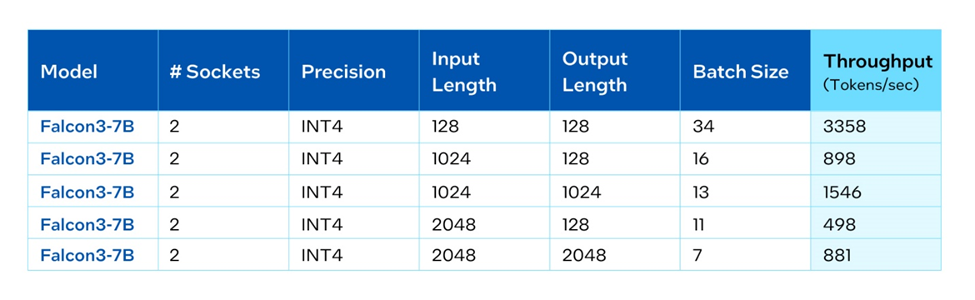 Model # Sockets Precision Input Length Output Length Batch Size Throughput (Tokens/sec)
Falcon3-7B 2 INT4 128 128 34 3358
Falcon3-7B 2 INT4 1024 128 16 898
Falcon3-7B 2 INT4 1024 1024 13 1546
Falcon3-7B 2 INT4 2048 128 11 498
Falcon3-7B 2 INT4 2048 2048 7 881